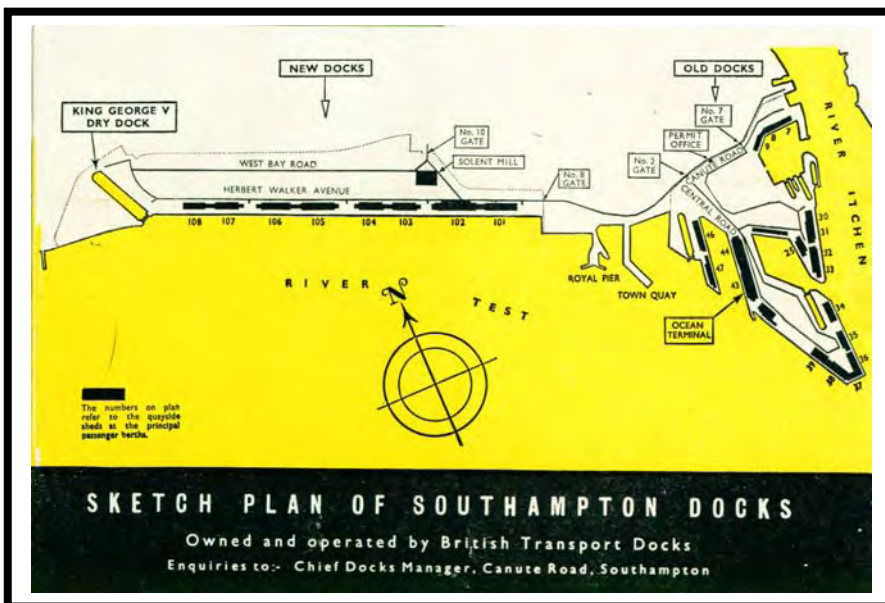 NEW DOCKS
OLD DOCKS
KING GEORGE V
DRY DOCK
No. 10
GATE
No. 7
GATE
PERMIT
OFFICE
WEST BAY ROAD
SOLENT MILL
No. 2
GATE
CANUTE ROAD
No. 8
GATE
HERBERT WALKER AVENUE
CENTRAL ROAD
RIVER ITCHEN
7
8
9
108
107
106
105
104
103
102
101
46
47
44
43
30
31
25
32
33
34
35
36
37
38
39
ROYAL PIER
TOWN QUAY
RIVER TEST
N
OCEAN
TERMINAL
The numbers on plan
refer to the quayside
sheds at the principal
passenger berths.
SKETCH PLAN OF SOUTHAMPTON DOCKS
Owned and operated by British Transport Docks
Enquiries to:- Chief Docks Manager, Canute Road, Southampton